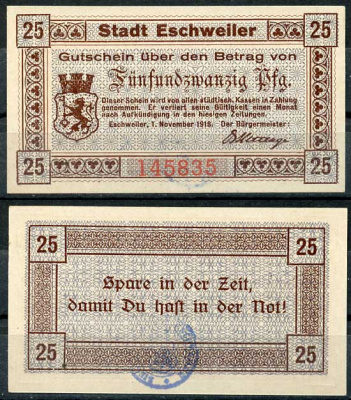 25 Stadt Eschweiler 25
Gutschein über den Betrag von
Fünfundzwanzig Pfg.
Dieser Schein wird von allen städtisch. Kassen in Zahlung
genommen. Er verliert seine Gültigkeit einen Monat
nach Aufkündigung in den hiesigen Zeitungen.
Eschweiler, 1. November 1918. Der Bürgermeister
25 145835 25
25 25
Spare in der Zeit,
damit Du hast in der Not!
25 25